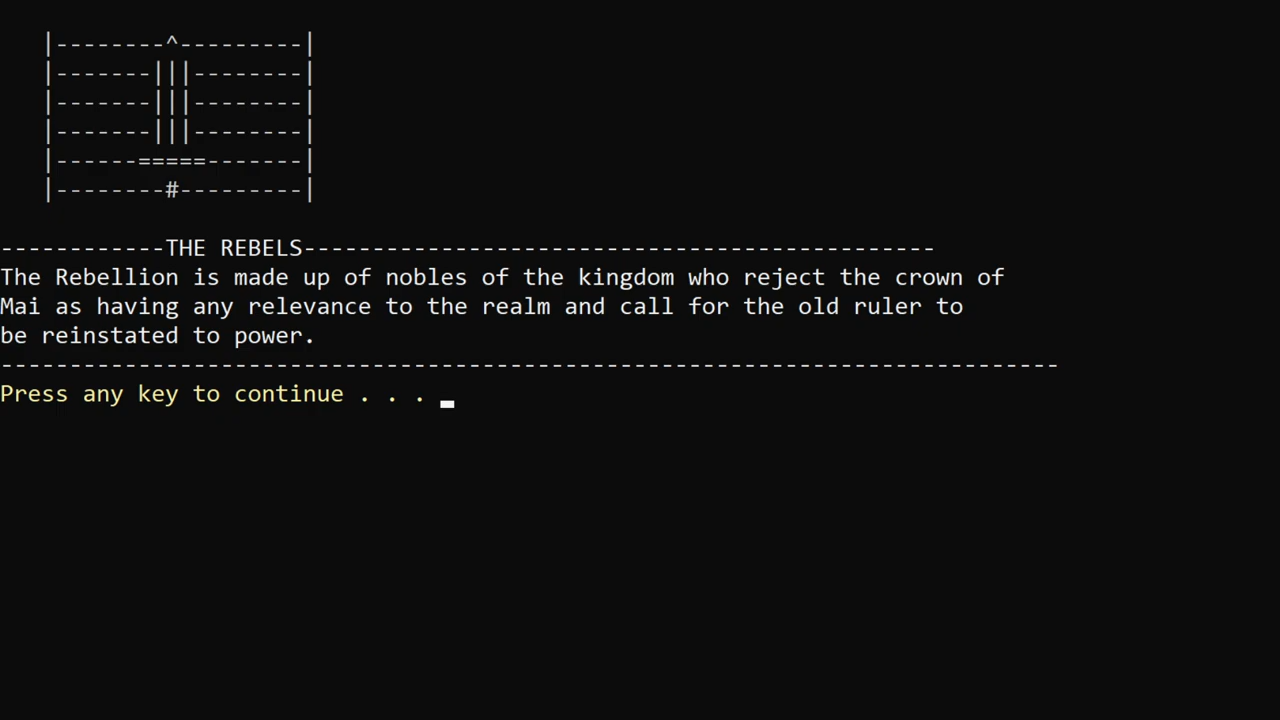 |--------^---------|
|-------|||--------|
|-------|||--------|
|-------|||--------|
|------=====-------|
|--------#---------|
------------THE REBELS----------------------------------------------
The Rebellion is made up of nobles of the kingdom who reject the crown of
Mai as having any relevance to the realm and call for the old ruler to
be reinstated to power.
-----------------------------------------------------------------------------
Press any key to continue . . .